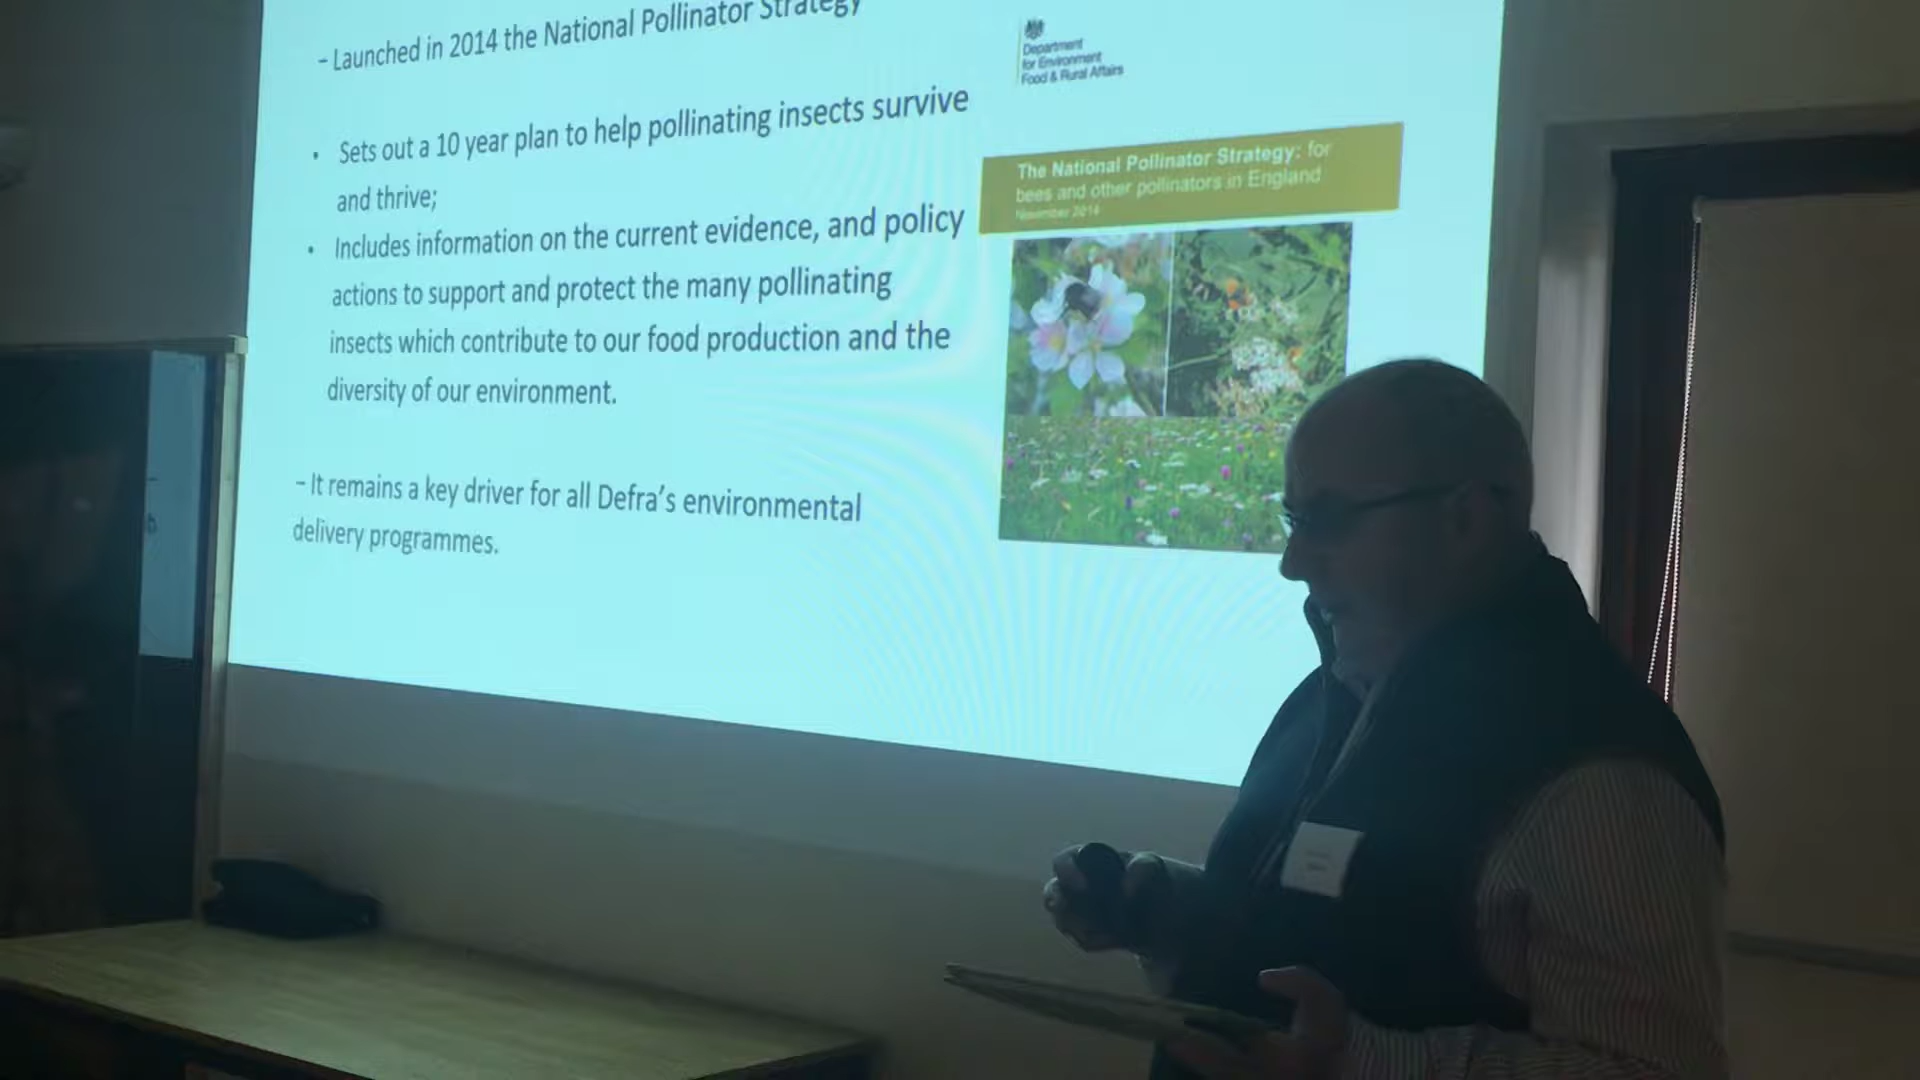 – Launched in 2014 the National Pollinator Strategy
• Sets out a 10 year plan to help pollinating insects survive
and thrive;
• Includes information on the current evidence, and policy
actions to support and protect the many pollinating
insects which contribute to our food production and the
diversity of our environment.
– It remains a key driver for all Defra's environmental
delivery programmes.
Department
for Environment
Food & Rural Affairs
The National Pollinator Strategy: for
bees and other pollinators in England
November 2014